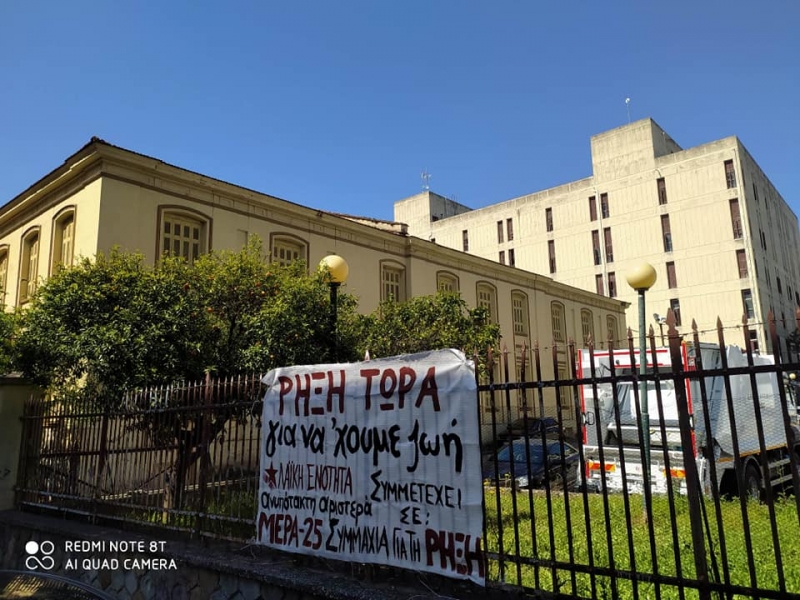 ΡΗΞΗ ΤΩΡΑ
για να 'χουμε ζωή
★ ΛΑΪΚΗ ΕΝΟΤΗΤΑ
ανυπότακτη αριστερά
ΣΥΜΜΕΤΕΧΕΙ
ΣΕ:
ΜΕΡΑ-25 ΣΥΜΜΑΧΙΑ ΓΙΑ ΤΗ ΡΗΞΗ
REDMI NOTE 8T
AI QUAD CAMERA